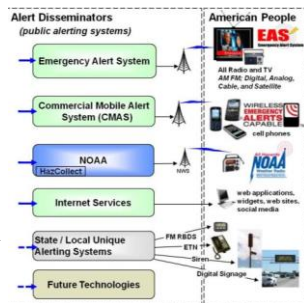 Alert Disseminators
(public alerting systems)
American People
Emergency Alert System
EAS
Emergency Alert System
All Radio and TV
AM FM; Digital, Analog,
Cable, and Satellite
Commercial Mobile Alert
System (CMAS)
WIRELESS
EMERGENCY
ALERTS
CAPABLE
cell phones
NOAA
HazCollect
NWS
NOAA
Internet Services
web applications,
widgets, web sites,
social media
State / Local Unique
Alerting Systems
FM RBDS
ETN
Siren
Digital Signage
Future Technologies